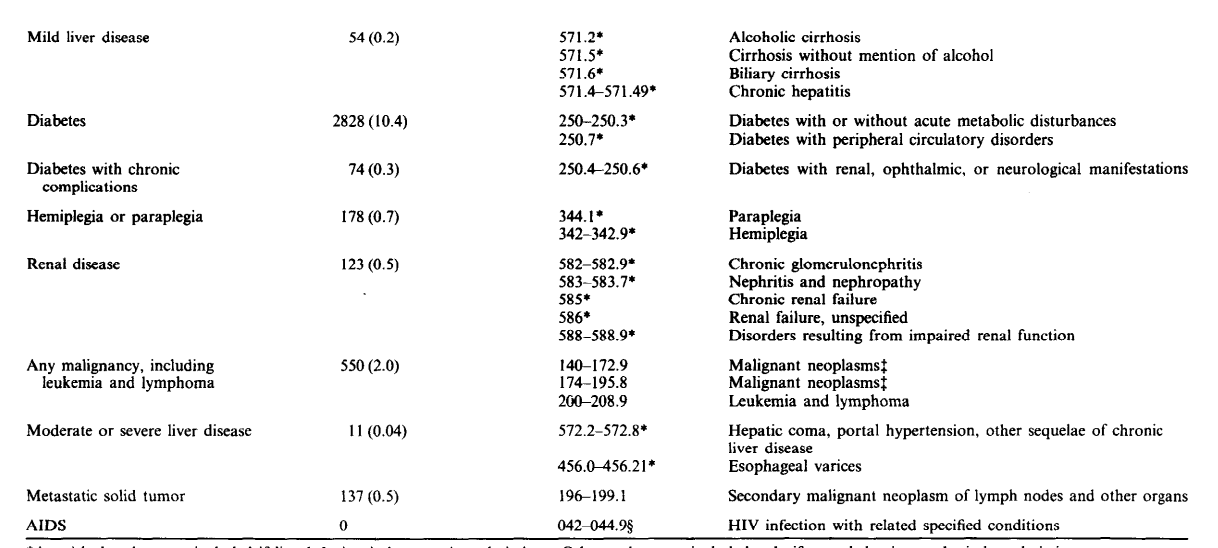 Mild liver disease 54 (0.2) 571.2* Alcoholic cirrhosis
571.5* Cirrhosis without mention of alcohol
571.6* Biliary cirrhosis
571.4–571.49* Chronic hepatitis
Diabetes 2828 (10.4) 250–250.3* Diabetes with or without acute metabolic disturbances
250.7* Diabetes with peripheral circulatory disorders
Diabetes with chronic 74 (0.3) 250.4–250.6* Diabetes with renal, ophthalmic, or neurological manifestations
complications
Hemiplegia or paraplegia 178 (0.7) 344.1* Paraplegia
342–342.9* Hemiplegia
Renal disease 123 (0.5) 582–582.9* Chronic glomerulonephritis
583–583.7* Nephritis and nephropathy
585* Chronic renal failure
586* Renal failure, unspecified
588–588.9* Disorders resulting from impaired renal function
Any malignancy, including 550 (2.0) 140–172.9 Malignant neoplasms‡
leukemia and lymphoma 174–195.8 Malignant neoplasms‡
200–208.9 Leukemia and lymphoma
Moderate or severe liver disease 11 (0.04) 572.2–572.8* Hepatic coma, portal hypertension, other sequelae of chronic
liver disease
456.0–456.21* Esophageal varices
Metastatic solid tumor 137 (0.5) 196–199.1 Secondary malignant neoplasm of lymph nodes and other organs
AIDS 0 042–044.9§ HIV infection with related specified conditions